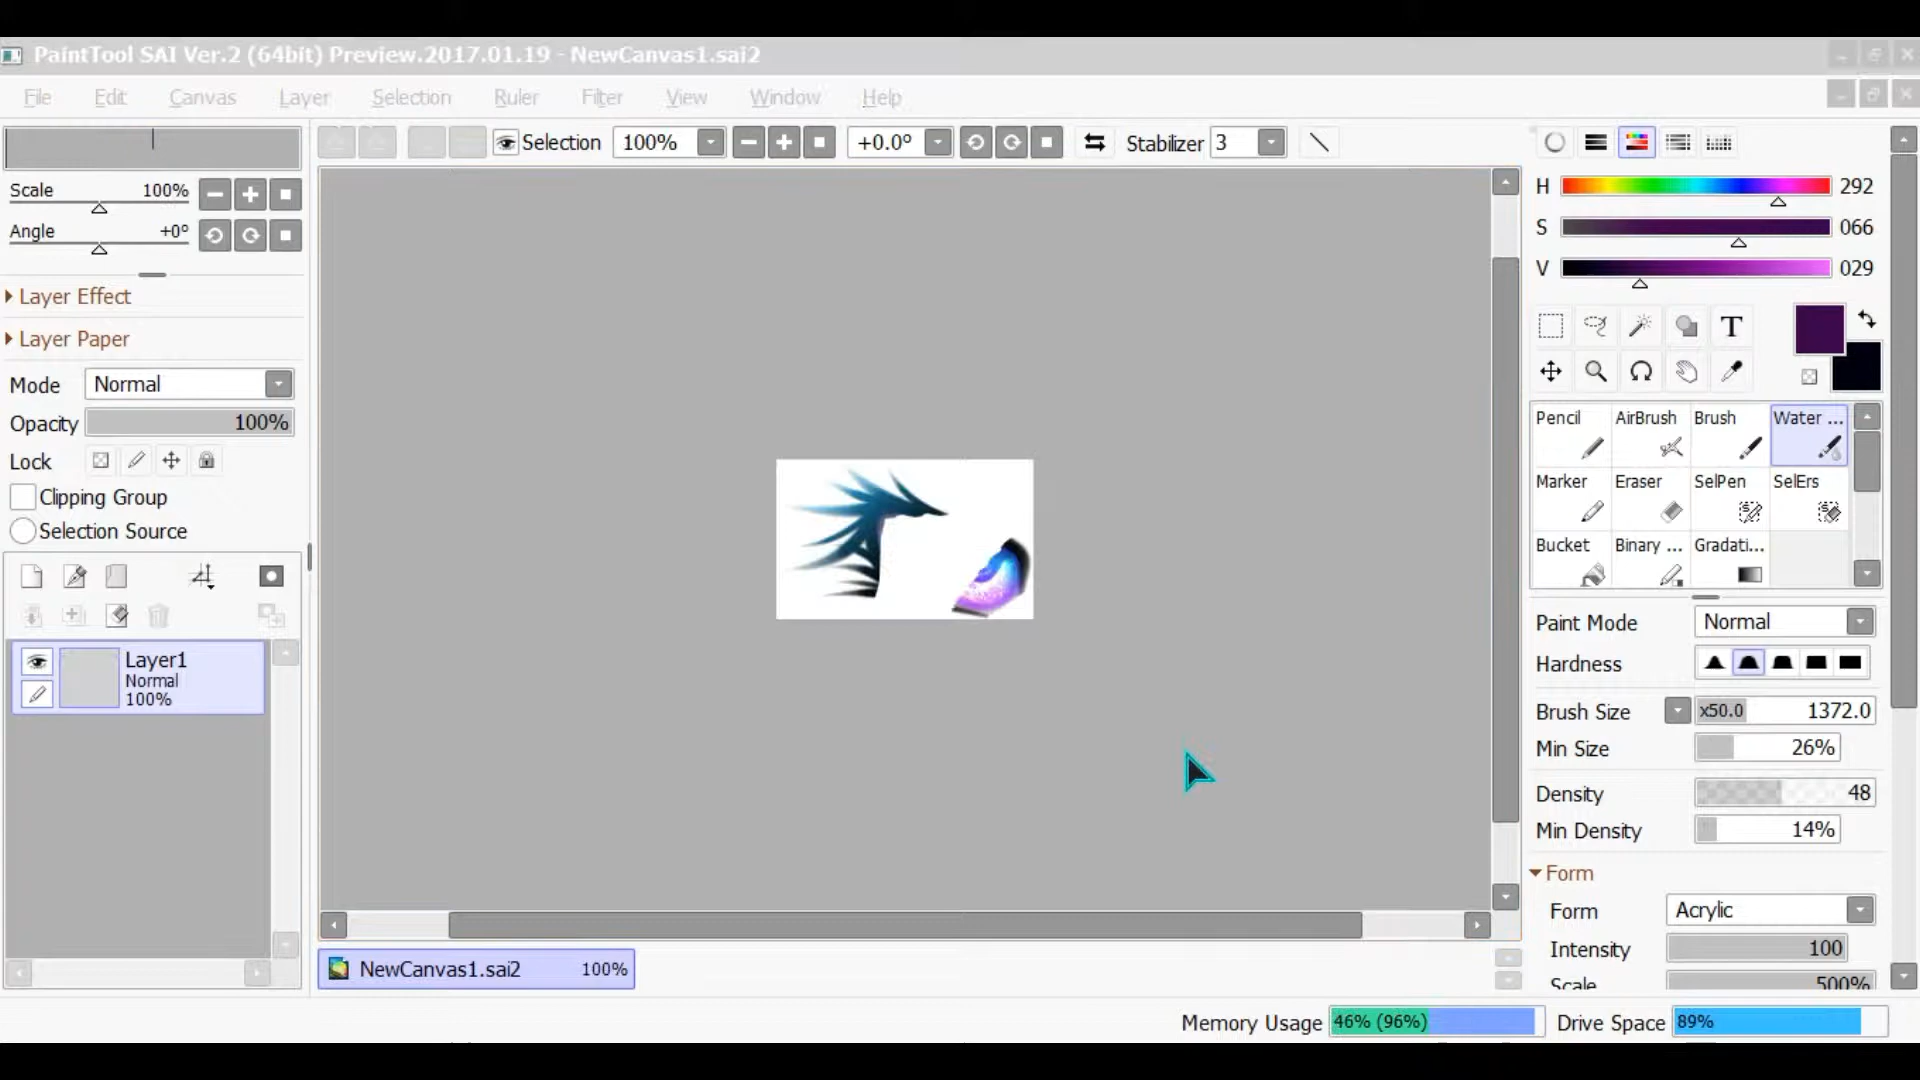 PaintTool SAI Ver.2 (64bit) Preview.2017.01.19 - NewCanvas1.sai2
File Edit Canvas Layer Selection Ruler Filter View Window Help
Selection 100% +0.0° Stabilizer 3
Scale 100%
Angle +0°
Layer Effect
Layer Paper
Mode Normal
Opacity 100%
Lock
Clipping Group
Selection Source
Layer1
Normal
100%
NewCanvas1.sai2 100%
H 292
S 066
V 029
T
Pencil AirBrush Brush Water ...
Marker Eraser SelPen SelErs
Bucket Binary ... Gradati...
Paint Mode Normal
Hardness
Brush Size x50.0 1372.0
Min Size 26%
Density 48
Min Density 14%
Form
Form Acrylic
Intensity 100
Scale 500%
Memory Usage 46% (96%) Drive Space 89%